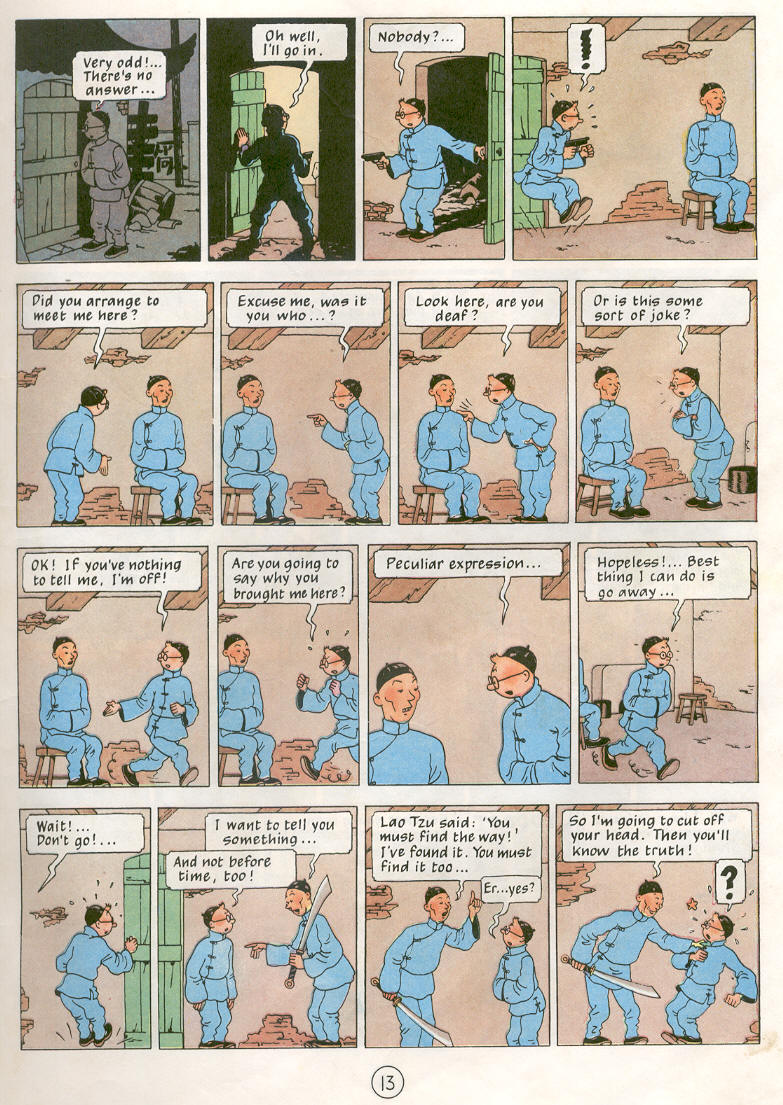 Very odd!...
There's no
answer...
Oh well,
I'll go in.
Nobody?...
!
Did you arrange to
meet me here?
Excuse me, was it
you who...?
Look here, are you
deaf?
Or is this some
sort of joke?
OK! If you've nothing
to tell me, I'm off!
Are you going to
say why you
brought me here?
Peculiar expression...
Hopeless!... Best
thing I can do is
go away...
Wait!...
Don't go!...
I want to tell you
something...
And not before
time, too!
Lao Tzu said: 'You
must find the way!'
I've found it. You must
find it too...
Er...yes?
So I'm going to cut off
your head. Then you'll
know the truth!
?
13